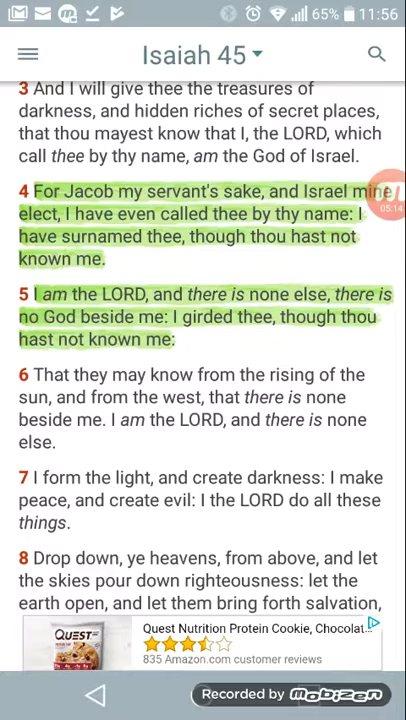 65% 11:56
Isaiah 45
3 And I will give thee the treasures of
darkness, and hidden riches of secret places,
that thou mayest know that I, the LORD, which
call thee by thy name, am the God of Israel.
4 For Jacob my servant's sake, and Israel mine
elect, I have even called thee by thy name: I
have surnamed thee, though thou hast not
known me.
05:14
5 I am the LORD, and there is none else, there is
no God beside me: I girded thee, though thou
hast not known me:
6 That they may know from the rising of the
sun, and from the west, that there is none
beside me. I am the LORD, and there is none
else.
7 I form the light, and create darkness: I make
peace, and create evil: I the LORD do all these
things.
8 Drop down, ye heavens, from above, and let
the skies pour down righteousness: let the
earth open, and let them bring forth salvation,
QUEST
Quest Nutrition Protein Cookie, Chocolat...
835 Amazon.com customer reviews
Recorded by mobizen